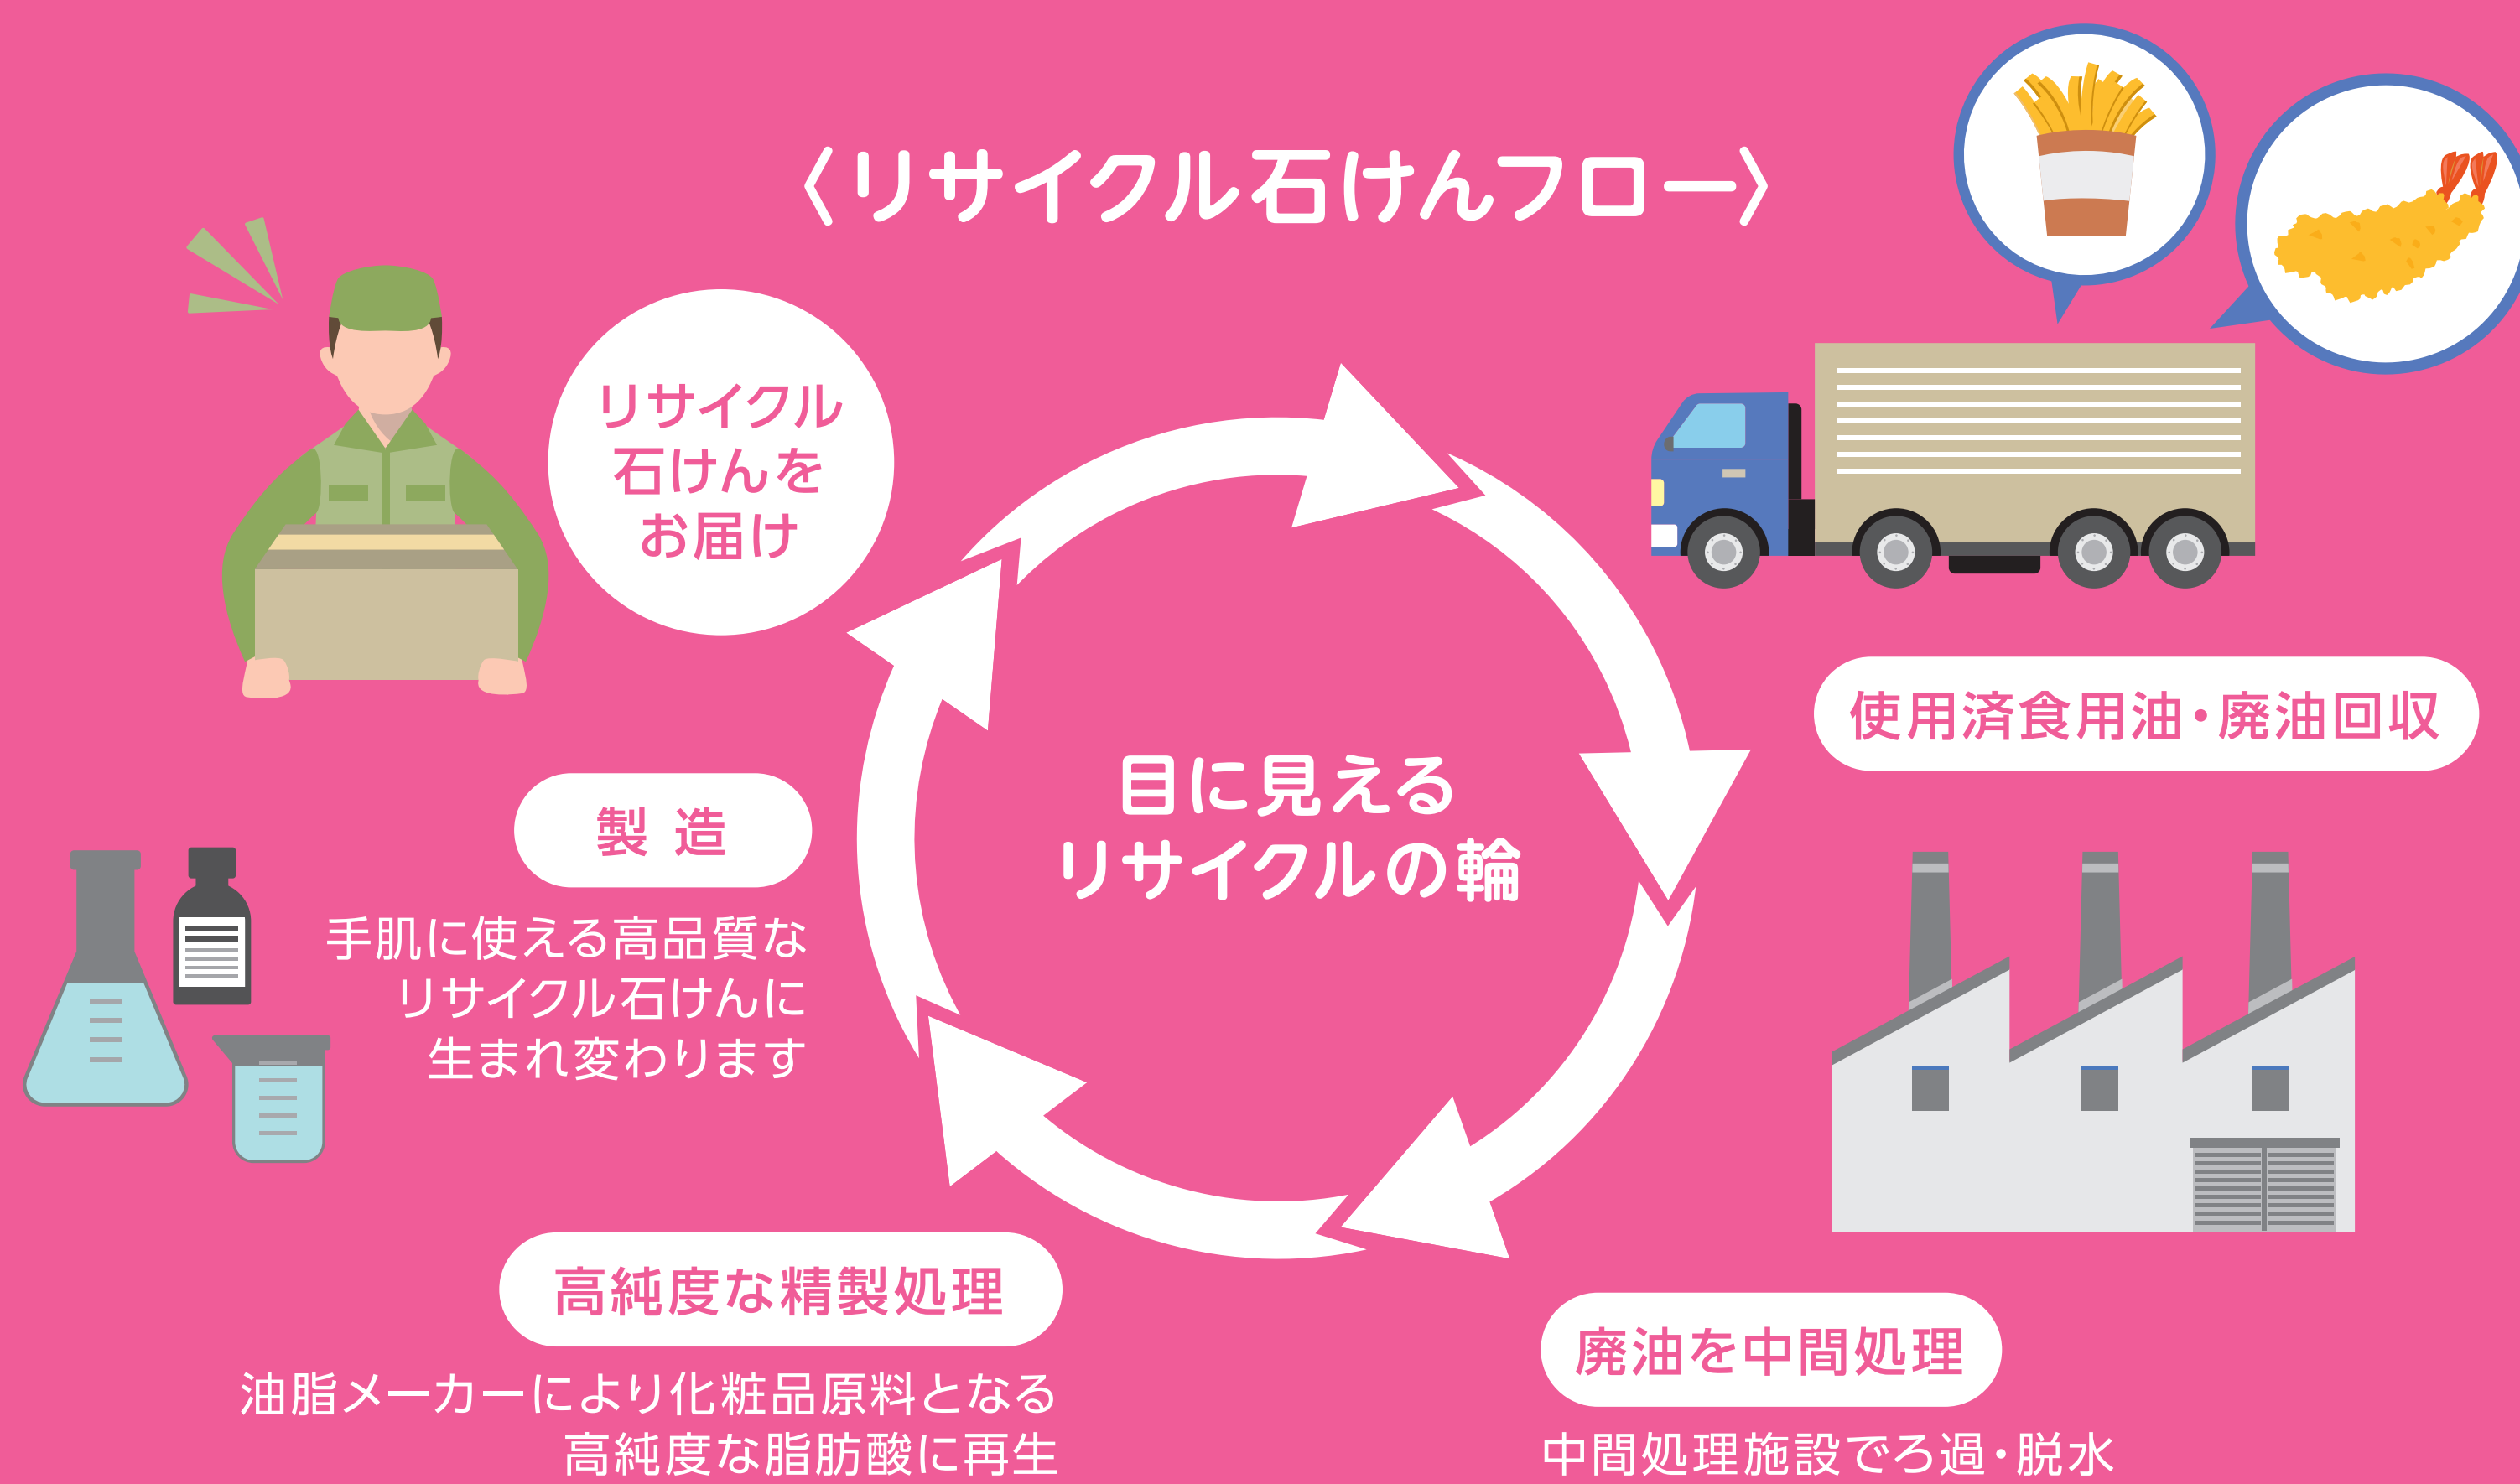 〈リサイクル石けんフロー〉
リサイクル
石けんを
お届け
使用済食用油・廃油回収
目に見える
リサイクルの輪
製 造
手肌に使える高品質な
リサイクル石けんに
生まれ変わります
高純度な精製処理
油脂メーカーにより化粧品原料となる
高純度な脂肪酸に再生
廃油を中間処理
中間処理施設でろ過・脱水